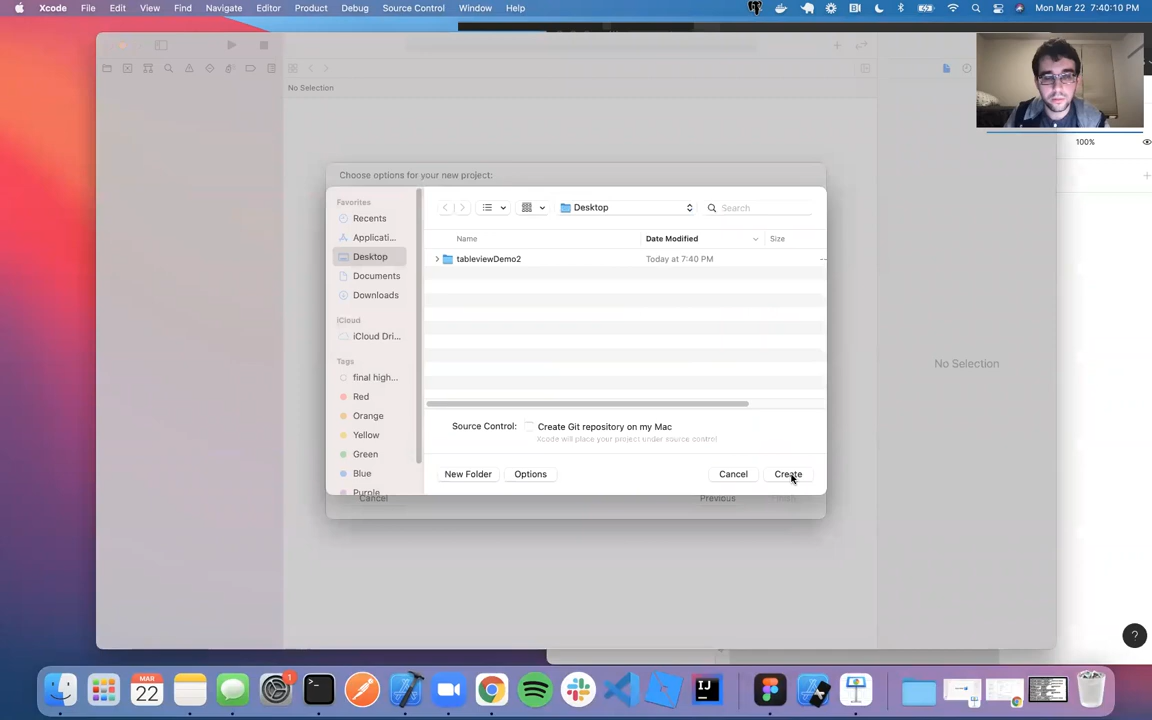 Xcode File Edit View Find Navigate Editor Product Debug Source Control Window Help Mon Mar 22 7:40:10 PM
No Selection
100%
Choose options for your new project:
Favorites
Recents
Applicati...
Desktop
Documents
Downloads
iCloud
iCloud Dri...
Tags
final high...
Red
Orange
Yellow
Green
Blue
Purple
Desktop
Search
Name Date Modified Size
tableviewDemo2 Today at 7:40 PM --
Source Control: Create Git repository on my Mac
Xcode will place your project under source control
New Folder Options Cancel Create
Cancel Previous
No Selection
?
MAR
22
1
IJ